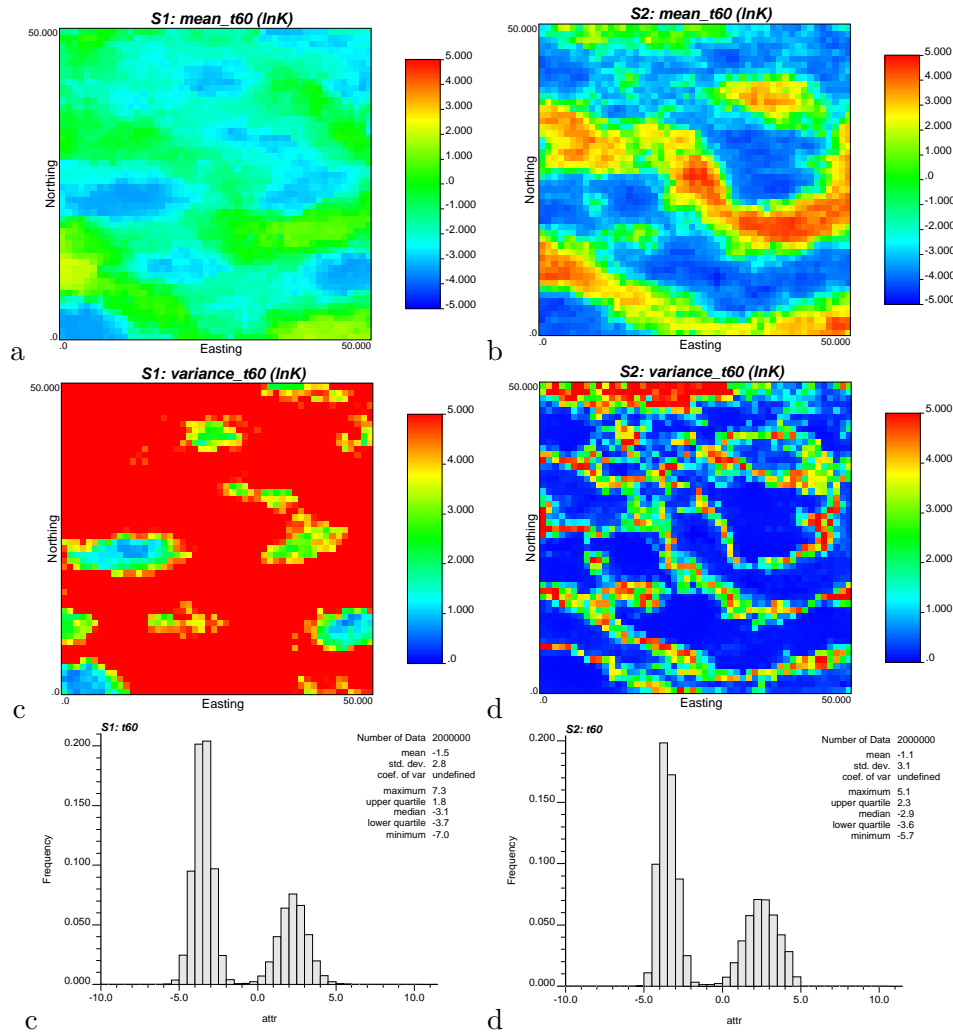 S1: mean_t60 (lnK)
50.000
Northing
.0
.0
Easting
50.000
5.000
4.000
3.000
2.000
1.000
.0
-1.000
-2.000
-3.000
-4.000
-5.000
a
S2: mean_t60 (lnK)
50.000
Northing
.0
.0
Easting
50.000
5.000
4.000
3.000
2.000
1.000
.0
-1.000
-2.000
-3.000
-4.000
-5.000
b
S1: variance_t60 (lnK)
50.000
Northing
.0
.0
Easting
50.000
5.000
4.000
3.000
2.000
1.000
.0
c
S2: variance_t60 (lnK)
50.000
Northing
.0
.0
Easting
50.000
5.000
4.000
3.000
2.000
1.000
.0
d
S1: t60
Number of Data 2000000
mean -1.5
std. dev. 2.8
coef. of var undefined
maximum 7.3
upper quartile 1.8
median -3.1
lower quartile -3.7
minimum -7.0
Frequency
0.200
0.150
0.100
0.050
0.000
-10.0 -5.0 0.0 5.0 10.0
attr
c
S2: t60
Number of Data 2000000
mean -1.1
std. dev. 3.1
coef. of var undefined
maximum 5.1
upper quartile 2.3
median -2.9
lower quartile -3.6
minimum -5.7
Frequency
0.200
0.150
0.100
0.050
0.000
-10.0 -5.0 0.0 5.0 10.0
attr
d